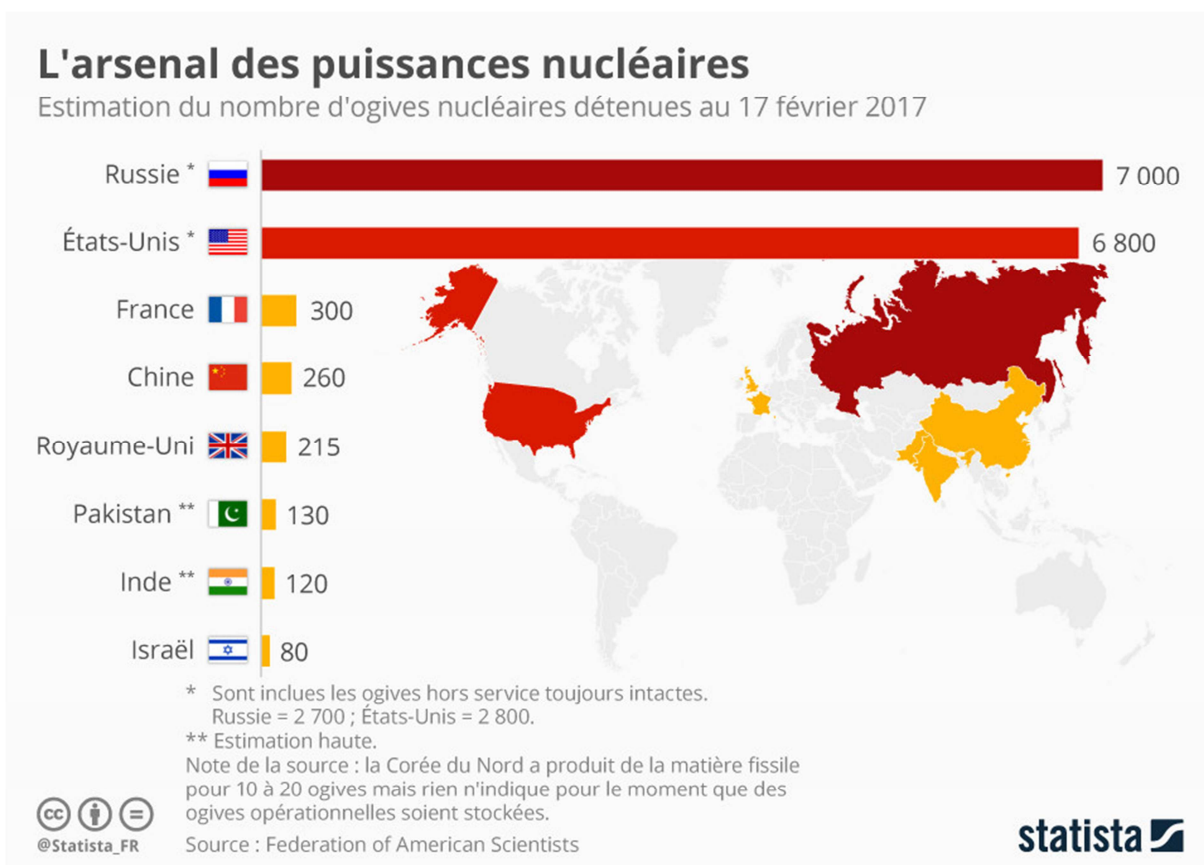 L'arsenal des puissances nucléaires
Estimation du nombre d'ogives nucléaires détenues au 17 février 2017
Russie * 7 000
États-Unis * 6 800
France 300
Chine 260
Royaume-Uni 215
Pakistan ** 130
Inde ** 120
Israël 80
* Sont inclues les ogives hors service toujours intactes.
Russie = 2 700 ; États-Unis = 2 800.
** Estimation haute.
Note de la source : la Corée du Nord a produit de la matière fissile
pour 10 à 20 ogives mais rien n'indique pour le moment que des
ogives opérationnelles soient stockées.
Source : Federation of American Scientists
cc
@Statista_FR
statista